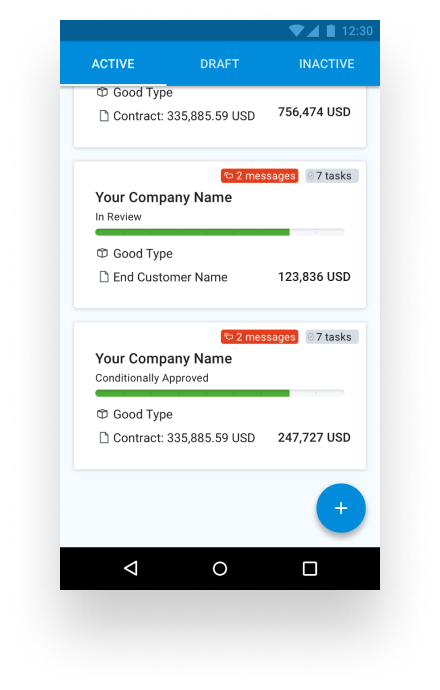 12:30
ACTIVE DRAFT INACTIVE
Good Type
Contract: 335,885.59 USD 756,474 USD
2 messages 7 tasks
Your Company Name
In Review
Good Type
End Customer Name 123,836 USD
2 messages 7 tasks
Your Company Name
Conditionally Approved
Good Type
Contract: 335,885.59 USD 247,727 USD